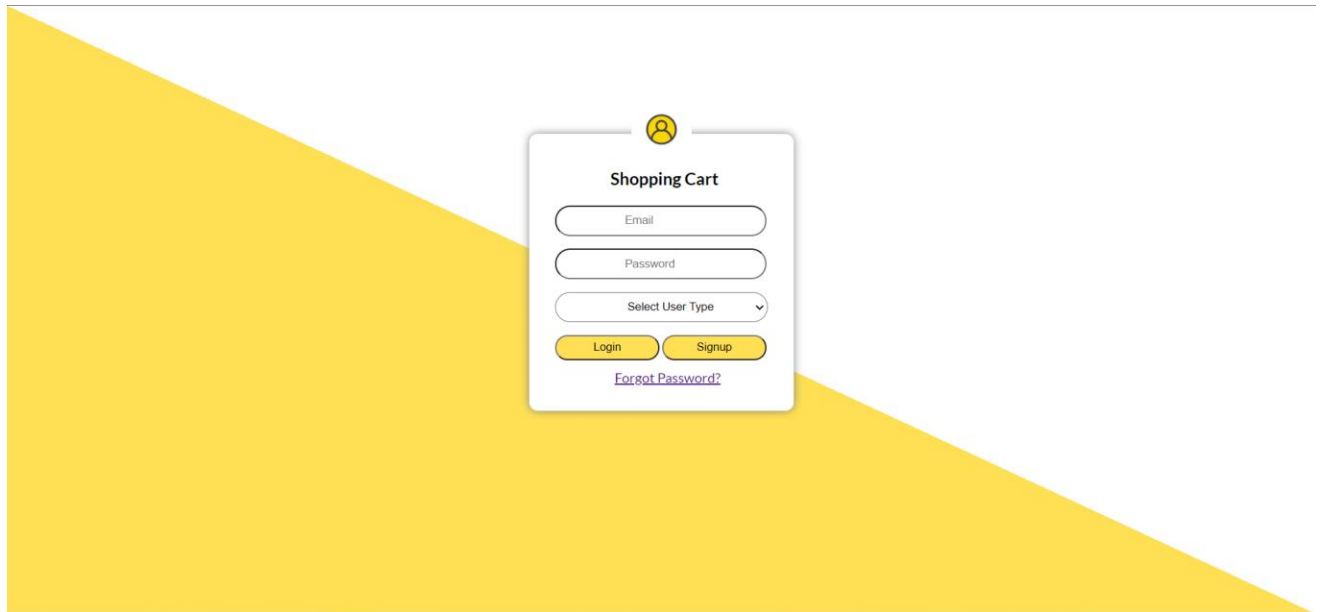 Shopping Cart
Email
Password
Select User Type
Login Signup
Forgot Password?